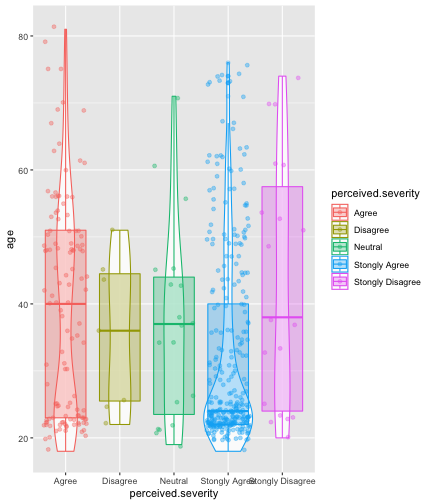 80
60
40
20
age
Agree
Disagree
Neutral
Stongly Agree
Stongly Disagree
perceived.severity
perceived.severity
Agree
Disagree
Neutral
Stongly Agree
Stongly Disagree